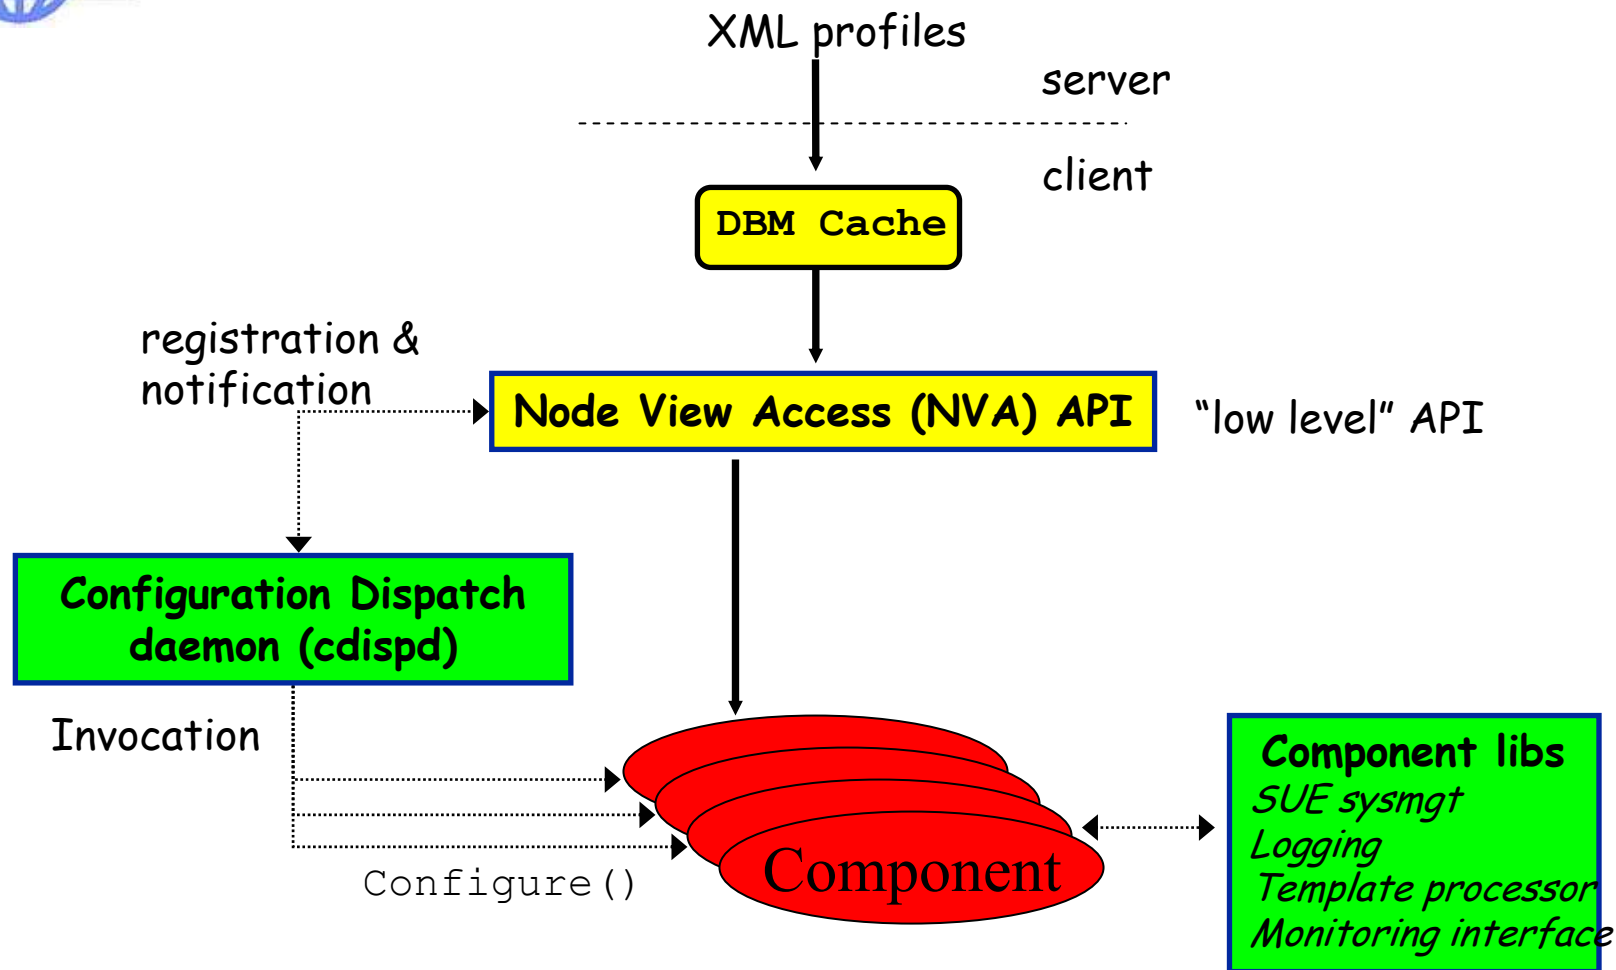 XML profiles
server
client
DBM Cache
registration &
notification
Node View Access (NVA) API
“low level” API
Configuration Dispatch
daemon (cdispd)
Invocation
Configure()
Component
Component libs
SUE sysmgt
Logging
Template processor
Monitoring interface